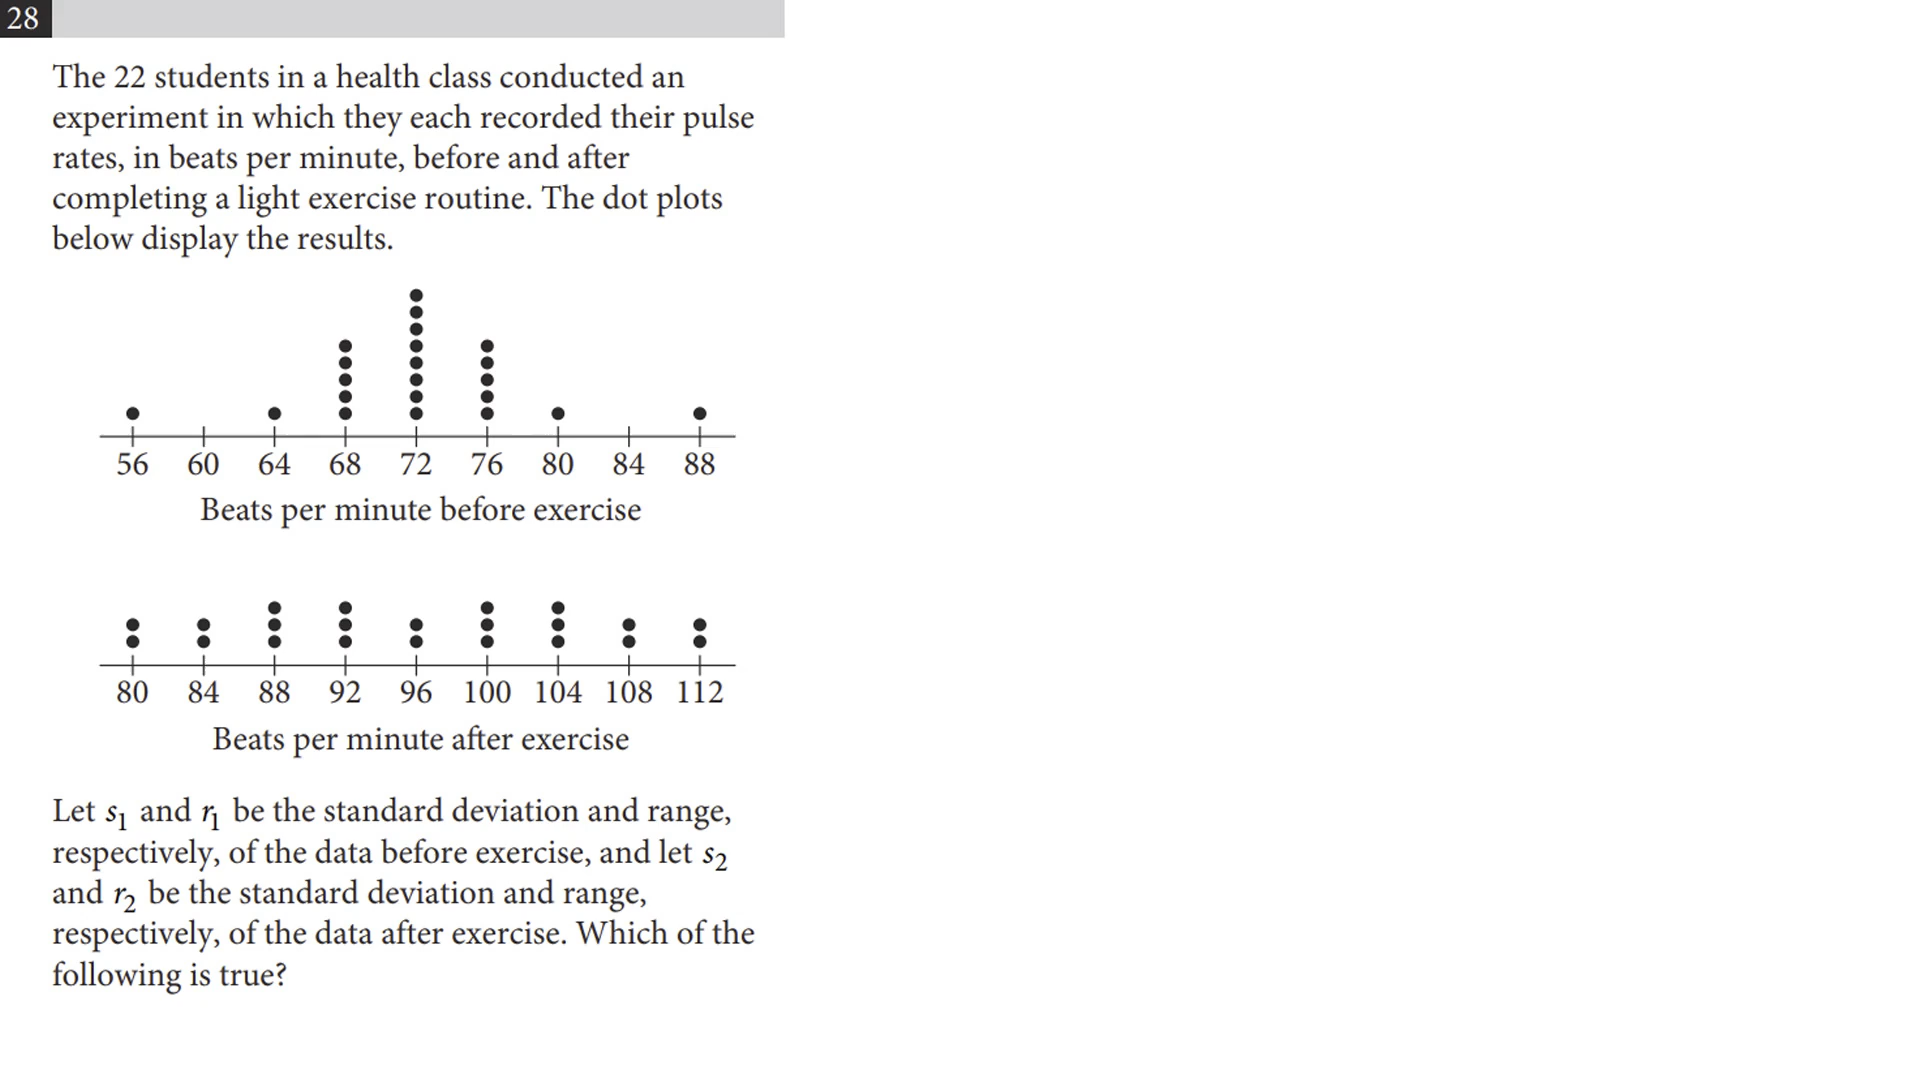 28
The 22 students in a health class conducted an
experiment in which they each recorded their pulse
rates, in beats per minute, before and after
completing a light exercise routine. The dot plots
below display the results.
56 60 64 68 72 76 80 84 88
Beats per minute before exercise
80 84 88 92 96 100 104 108 112
Beats per minute after exercise
Let s₁ and r₁ be the standard deviation and range,
respectively, of the data before exercise, and let s₂
and r₂ be the standard deviation and range,
respectively, of the data after exercise. Which of the
following is true?